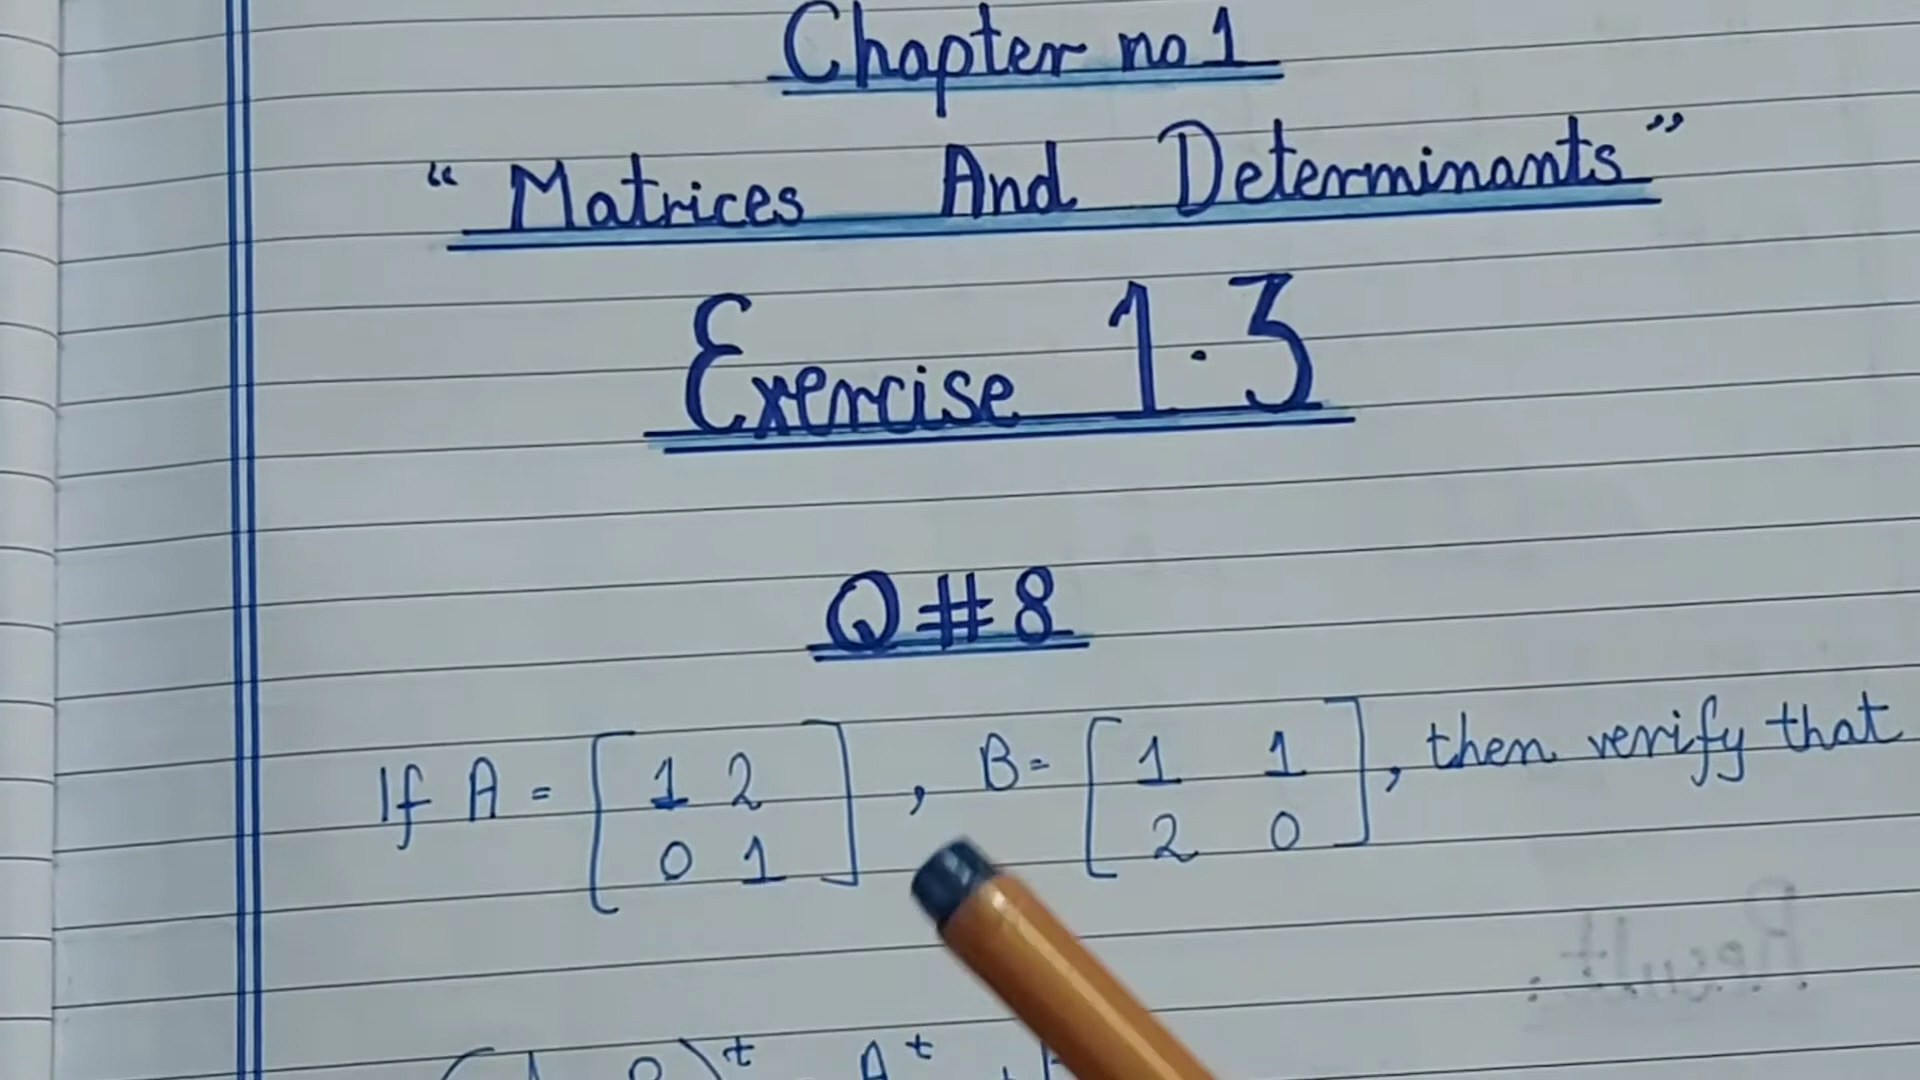 Chapter no 1
“Matrices And Determinants”
Exercise 1.3
Q#8
If A = [1 2 , B = [1 1 , then verify that
0 1] 2 0]